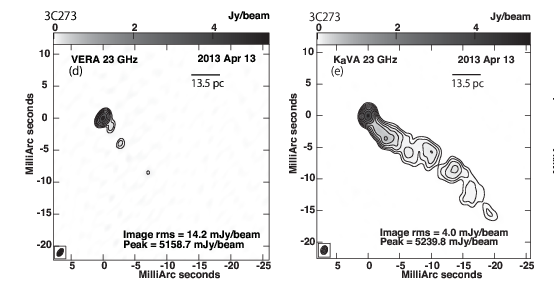 3C273 Jy/beam
0 2 4
VERA 23 GHz 2013 Apr 13
(d)
13.5 pc
10
5
0
-5
-10
-15
-20
MilliArc seconds
Image rms = 14.2 mJy/beam
Peak = 5158.7 mJy/beam
5 0 -5 -10 -15 -20 -25
MilliArc seconds
3C273 Jy/beam
0 2 4
KaVA 23 GHz 2013 Apr 13
(e)
13.5 pc
10
5
0
-5
-10
-15
-20
MilliArc seconds
Image rms = 4.0 mJy/beam
Peak = 5239.8 mJy/beam
5 0 -5 -10 -15 -20 -25
MilliArc seconds